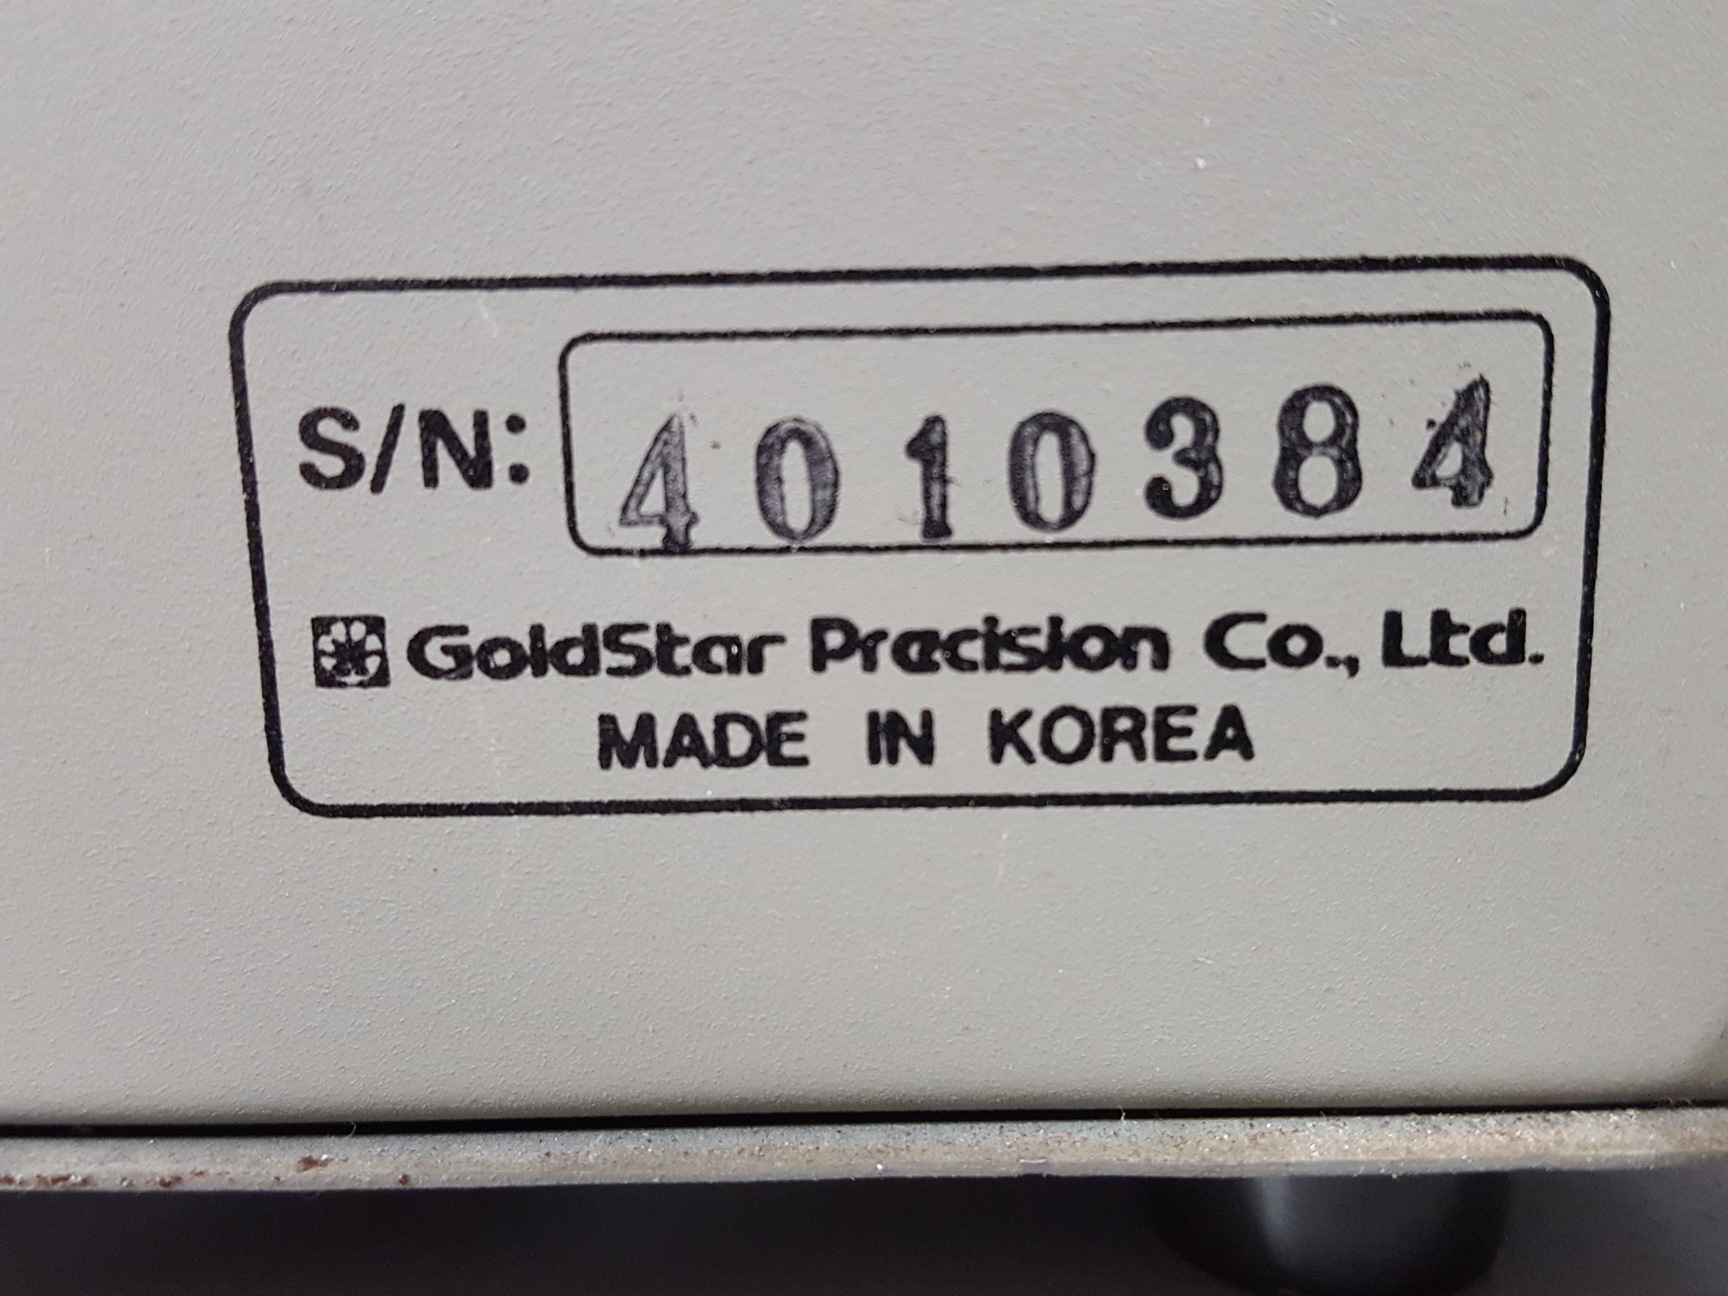 S/N: 4010384
GoldStar Precision Co., Ltd.
MADE IN KOREA